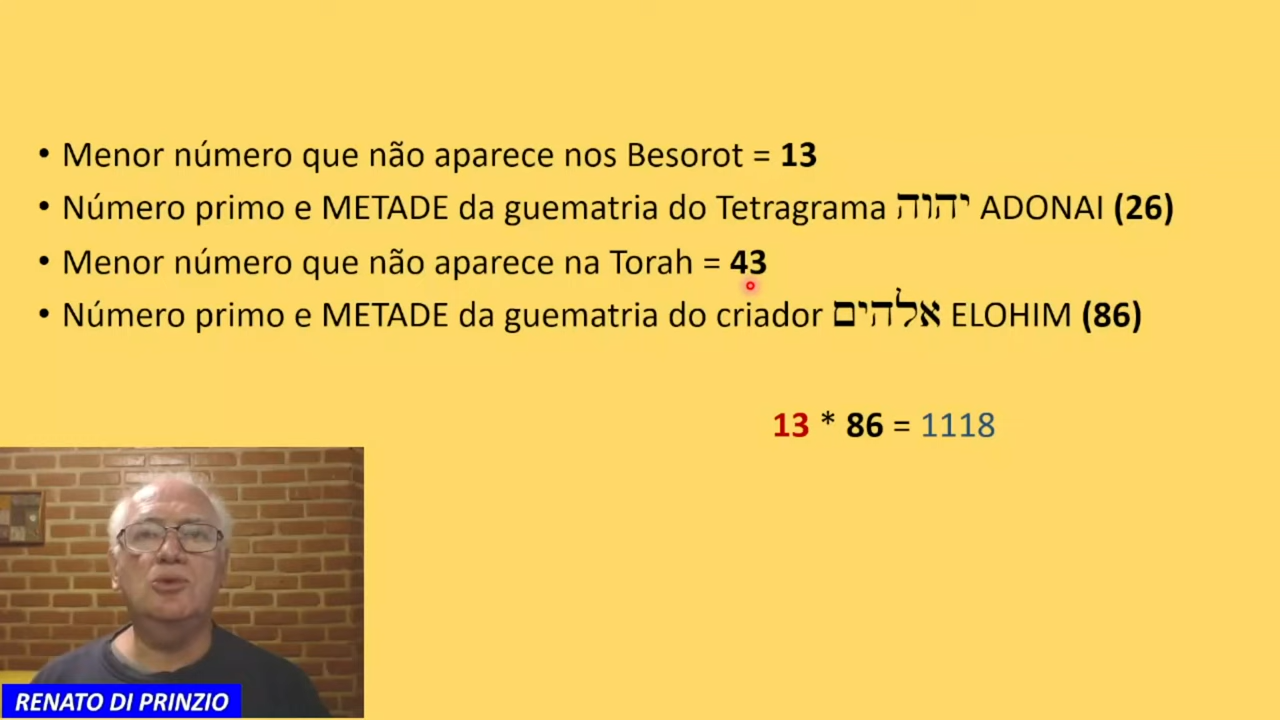 • Menor número que não aparece nos Besorot = 13
• Número primo e METADE da guematria do Tetragrama יהוה ADONAI (26)
• Menor número que não aparece na Torah = 43
• Número primo e METADE da guematria do criador אלהים ELOHIM (86)
13 * 86 = 1118
RENATO DI PRINZIO